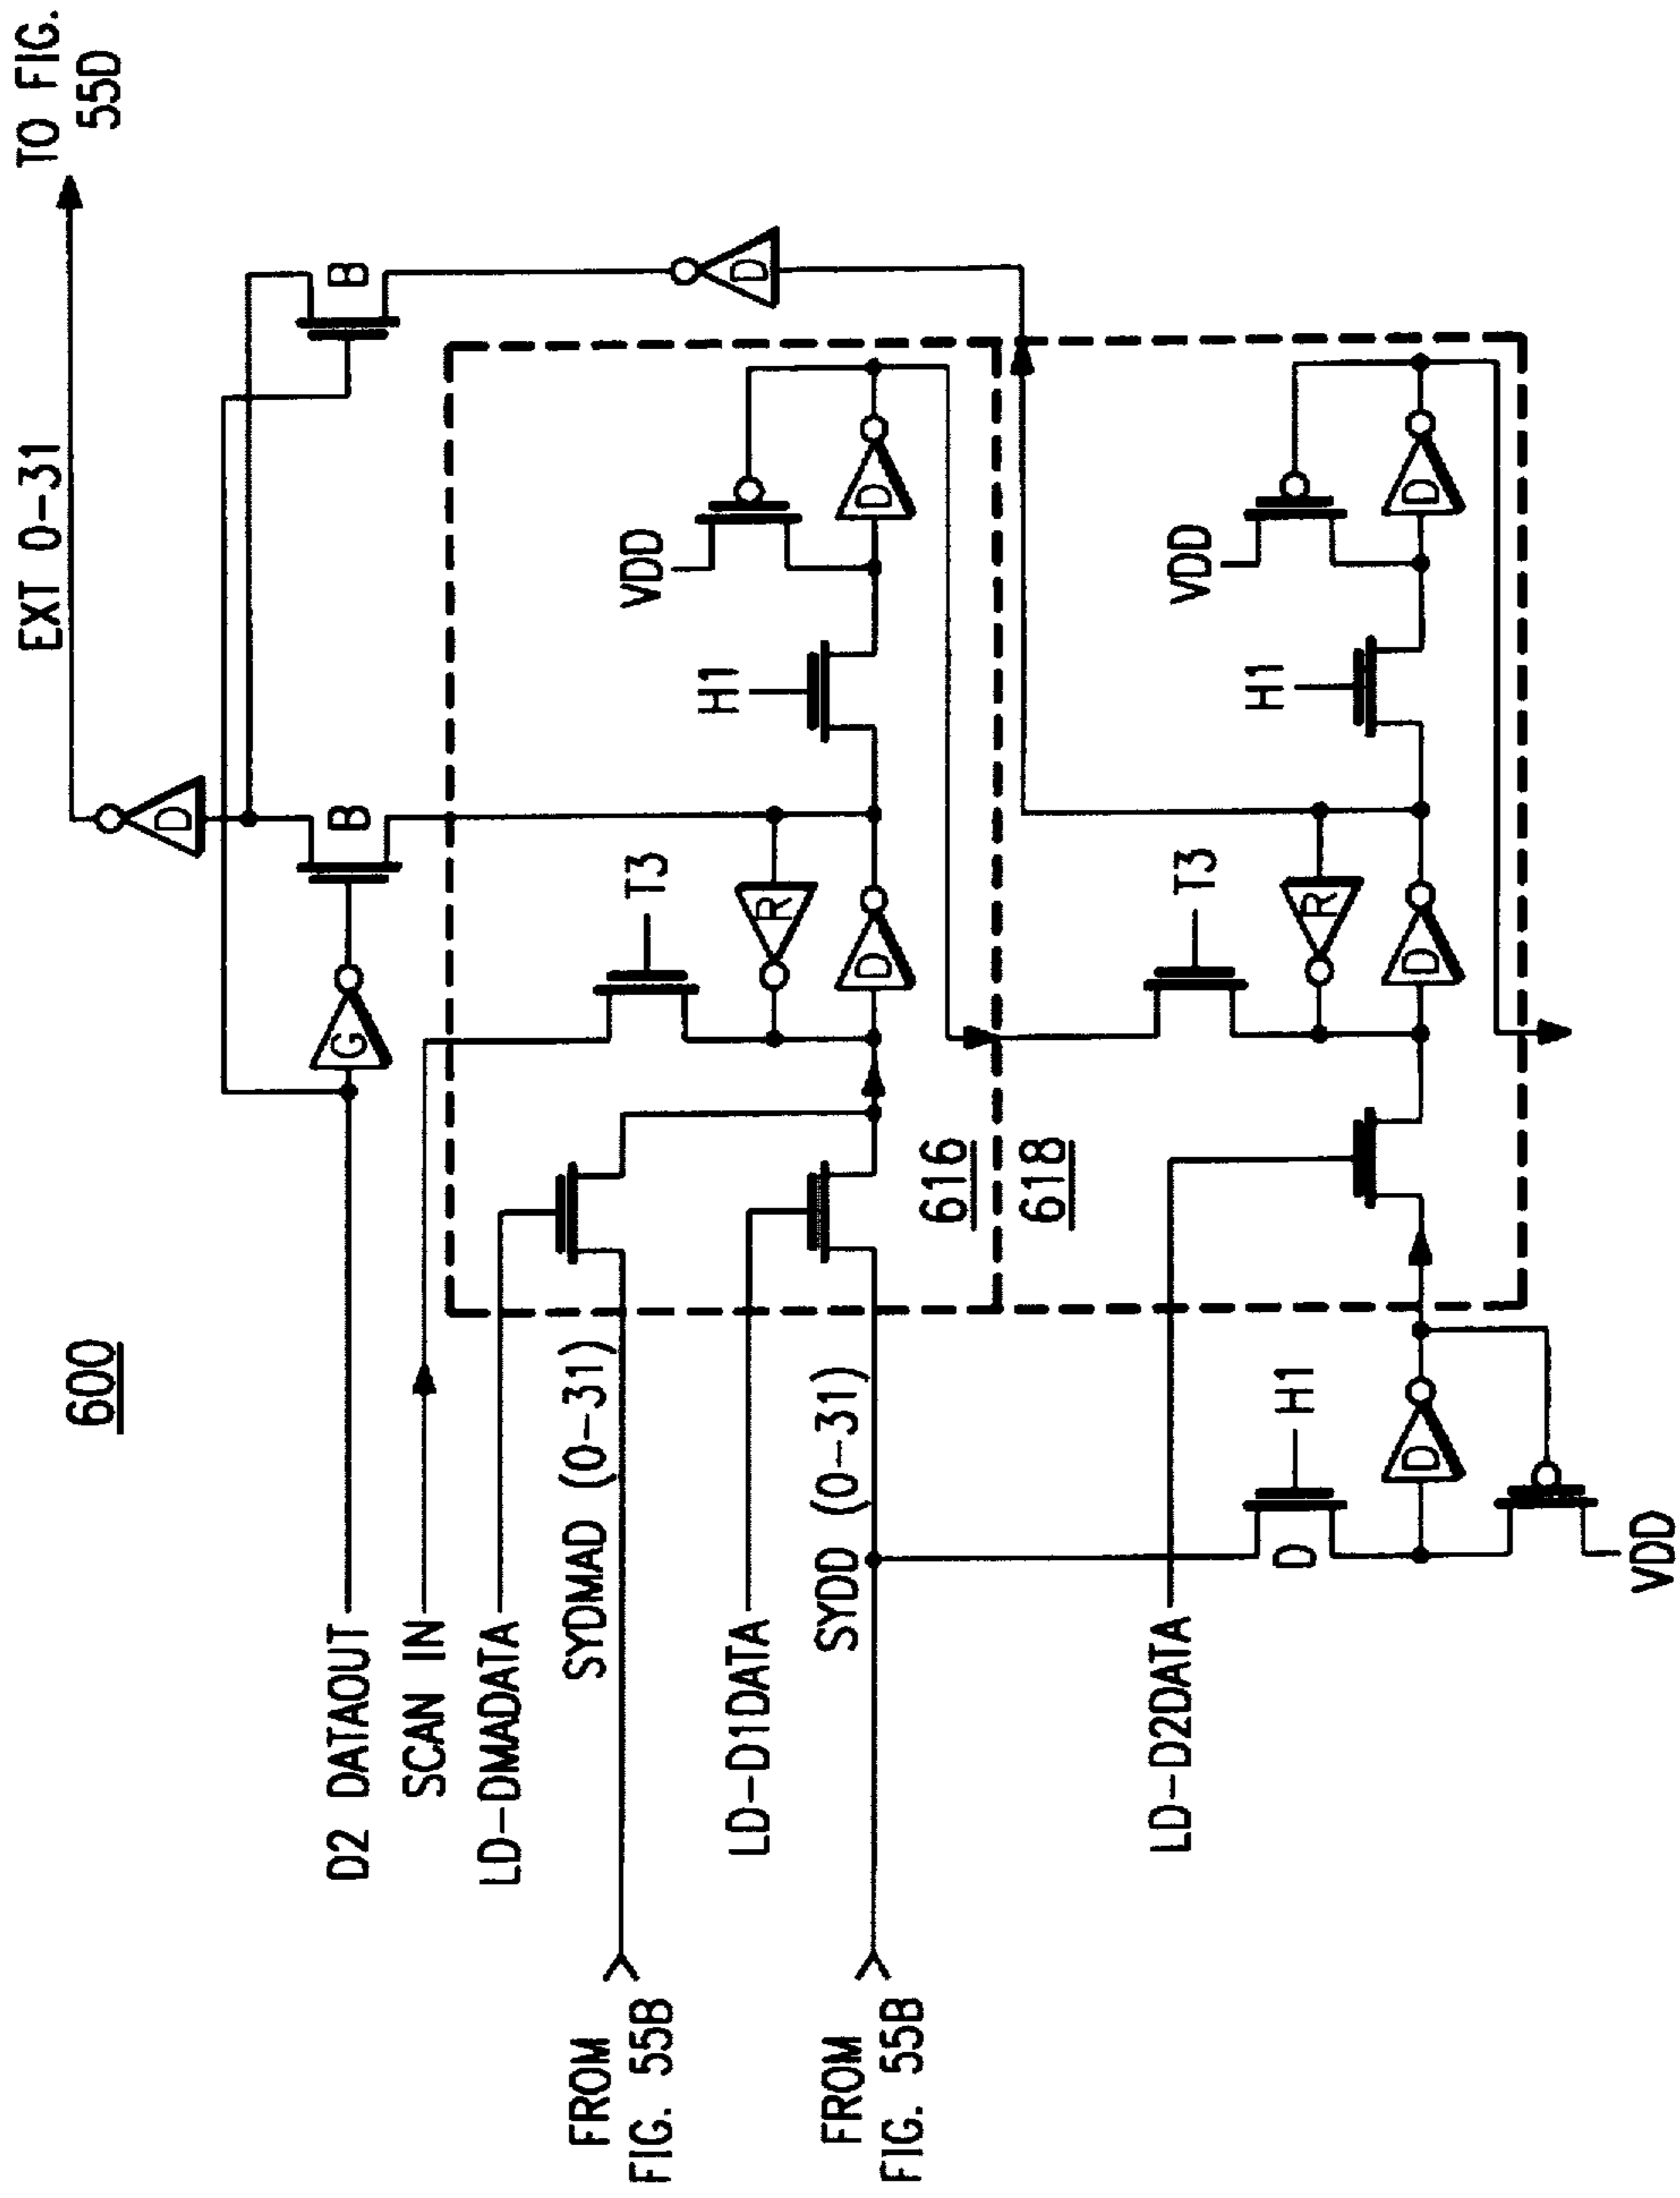 600
EXT 0-31
TO FIG.
55D
D2 DATAOUT
SCAN IN
LD-DMADATA
SYDMAD (0-31)
LD-D1DATA
SYDD (0-31)
LD-D2DATA
FROM
FIG. 55B
FROM
FIG. 55B
G
D
B
B
D
T3
R
D
H1
VDD
D
616
618
T3
R
D
H1
VDD
D
D
H1
D
VDD